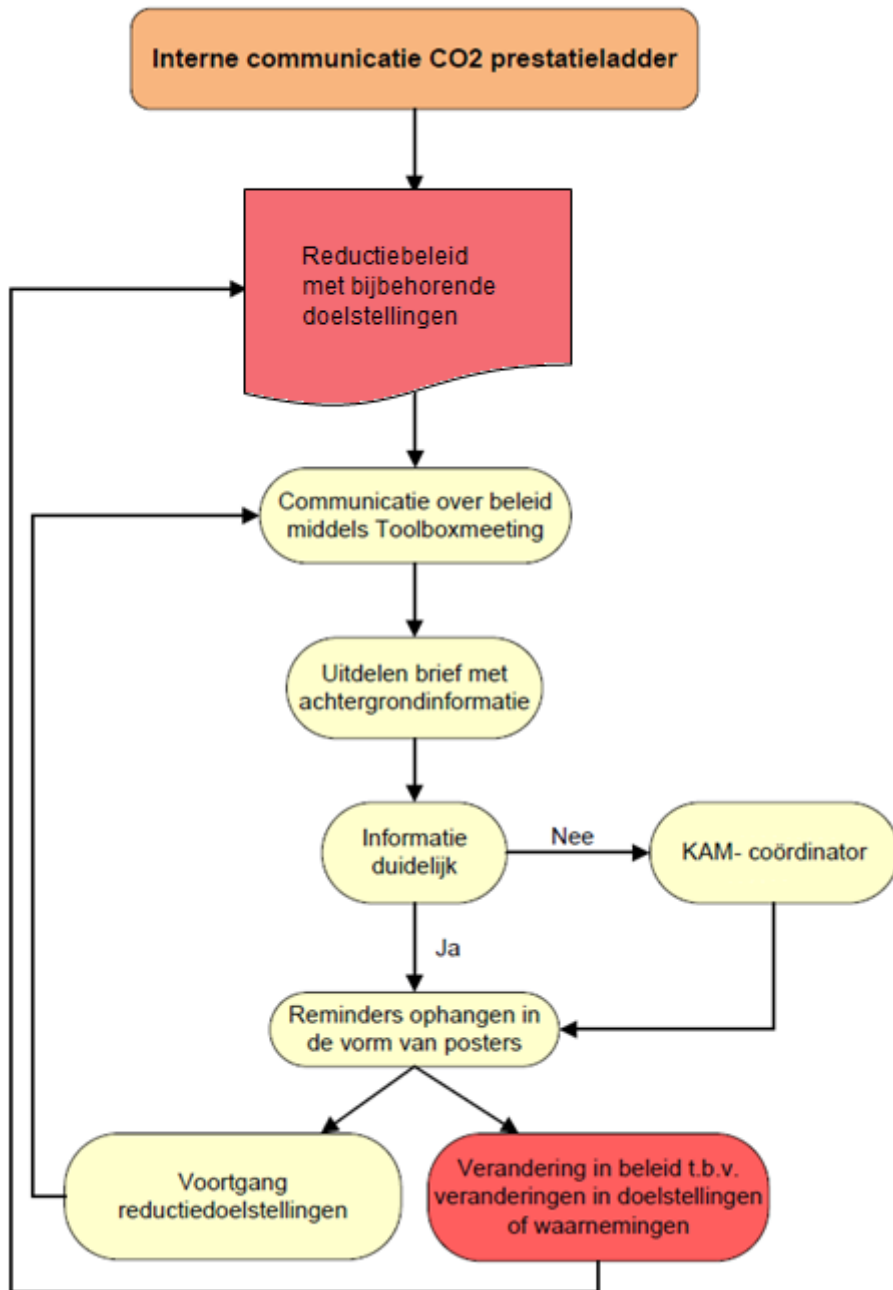 Interne communicatie CO2 prestatieladder
Reductiebeleid
met bijbehorende
doelstellingen
Communicatie over beleid
middels Toolboxmeeting
Uitdelen brief met
achtergrondinformatie
Informatie
duidelijk
Nee
KAM- coördinator
Ja
Reminders ophangen in
de vorm van posters
Voortgang
reductiedoelstellingen
Verandering in beleid t.b.v.
veranderingen in doelstellingen
of waarnemingen